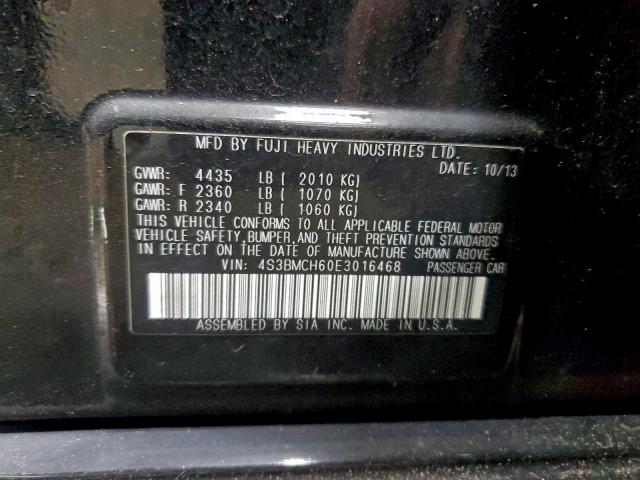 MFD BY FUJI HEAVY INDUSTRIES LTD.
DATE: 10/13
GVWR: 4435 LB ( 2010 KG)
GAWR: F 2360 LB ( 1070 KG)
GAWR: R 2340 LB ( 1060 KG)
THIS VEHICLE CONFORMS TO ALL APPLICABLE FEDERAL MOTOR
VEHICLE SAFETY,BUMPER,AND THEFT PREVENTION STANDARDS
IN EFFECT ON THE DATE OF MANUFACTURE SHOWN ABOVE.
VIN: 4S3BMCH60E3016468 PASSENGER CAR
ASSEMBLED BY SIA INC. MADE IN U.S.A.